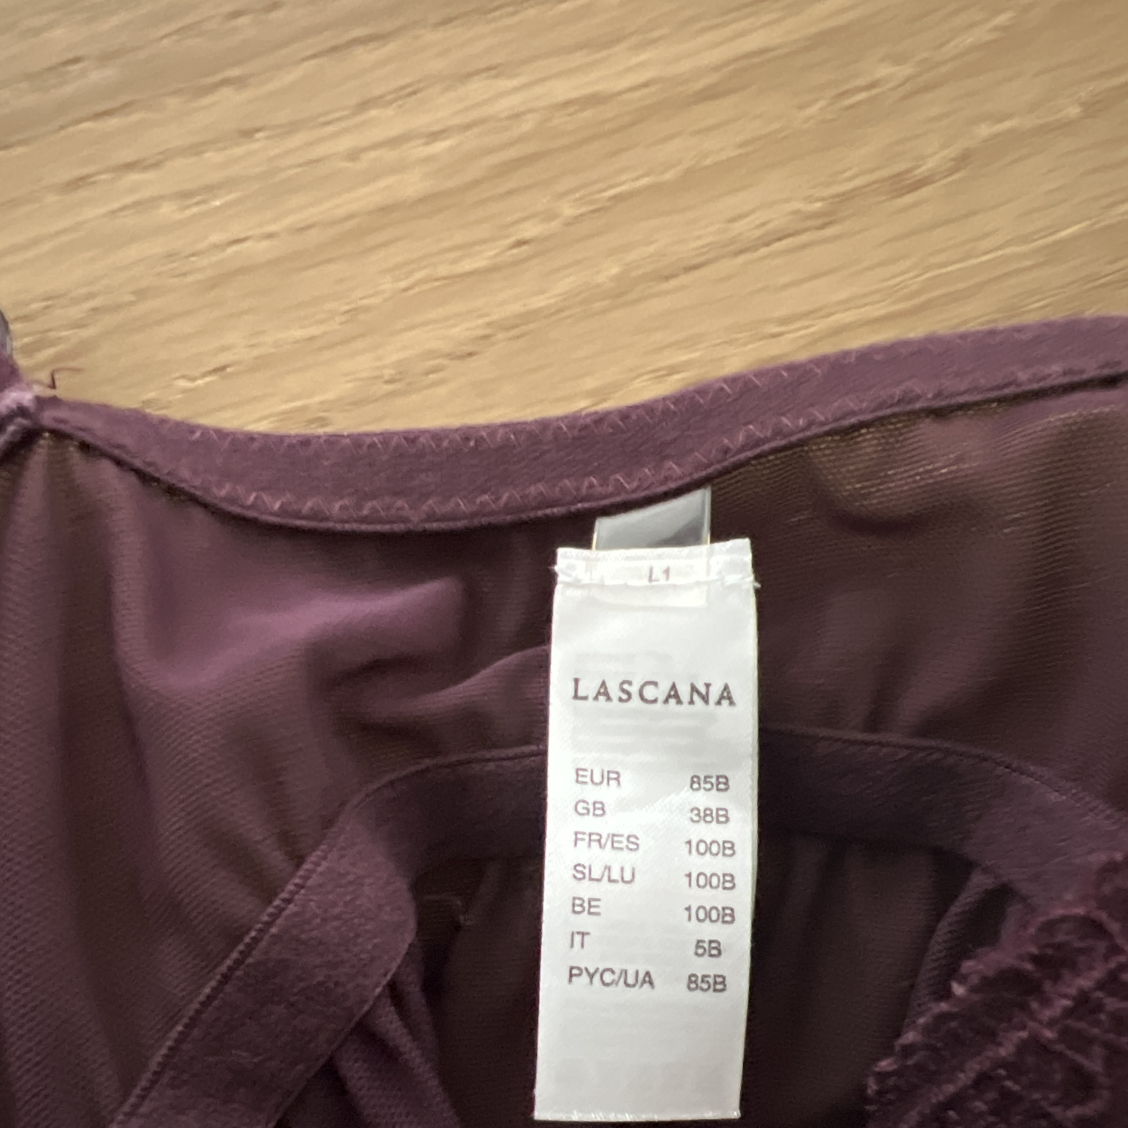 L1
LASCANA
EUR 85B
GB 38B
FR/ES 100B
SL/LU 100B
BE 100B
IT 5B
PYC/UA 85B